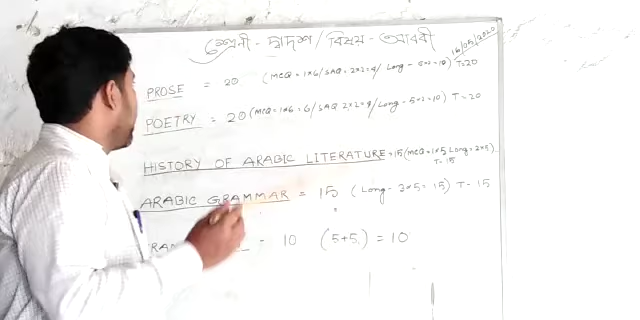 শ্রেণী - দ্বাদশ / বিষয় - আরবী
16/05/2020
PROSE = 20 (MCQ = 1×6 / SAQ = 2×2=4 / Long - 5×2=10) T=20
POETRY = 20 (MCQ = 1×6 = 6 / SAQ 2×2=4 / Long - 5×2=10) T = 20
HISTORY OF ARABIC LITERATURE = 15 (MCQ = 1×5 Long = 2×5) T = 15
ARABIC GRAMMAR = 15 (Long - 3×5 = 15) T - 15
10 (5+5) = 10